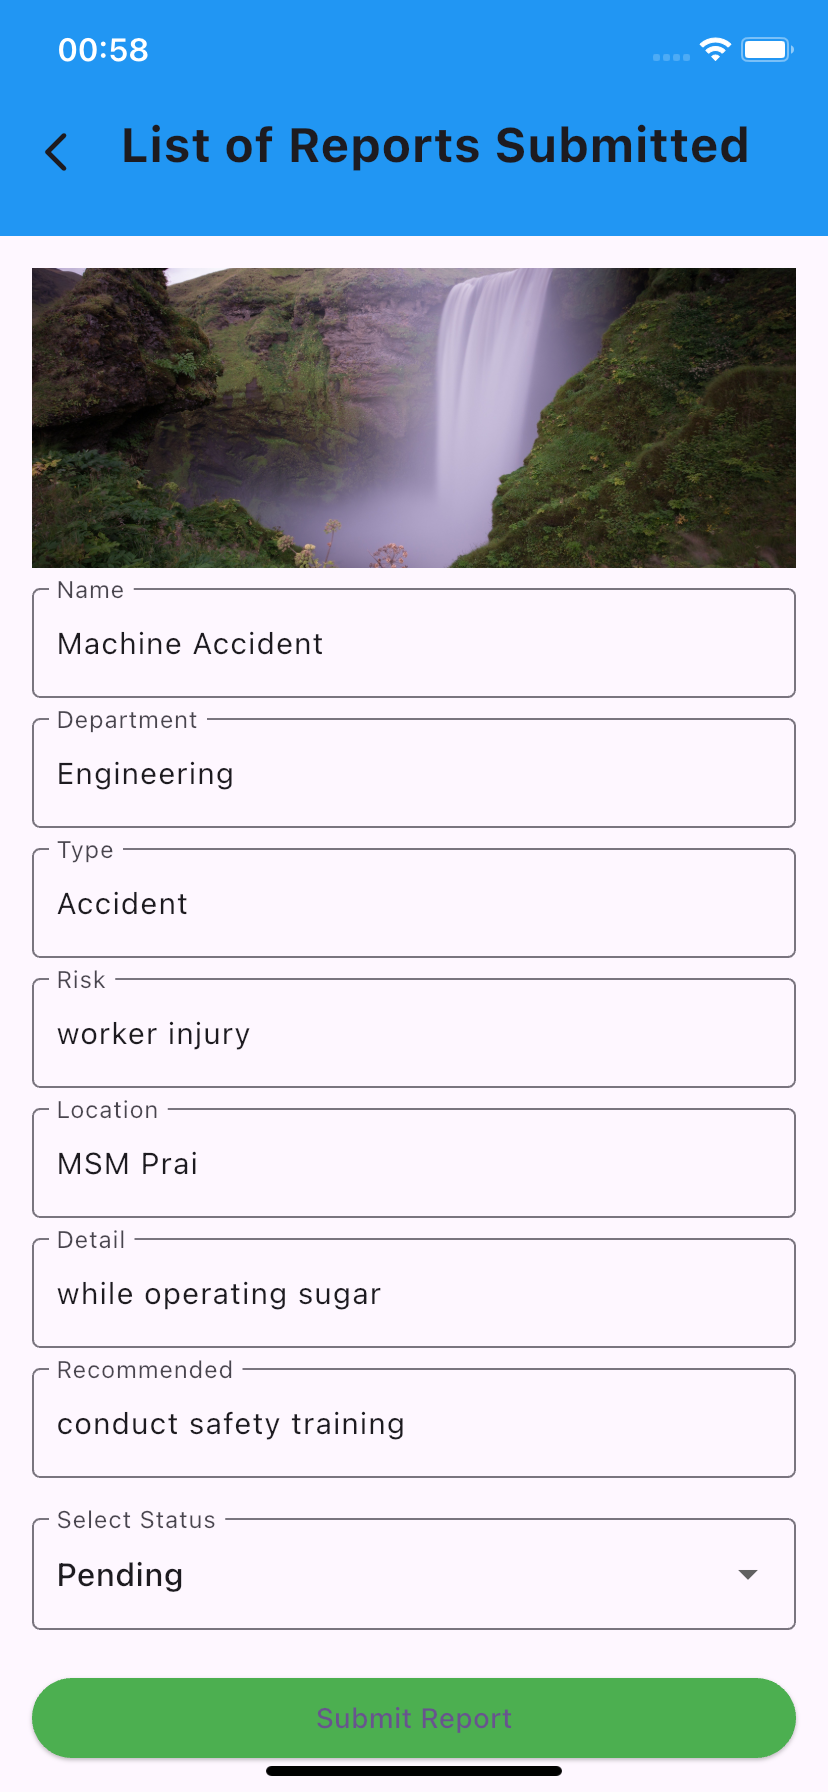 00:58
List of Reports Submitted
Name
Machine Accident
Department
Engineering
Type
Accident
Risk
worker injury
Location
MSM Prai
Detail
while operating sugar
Recommended
conduct safety training
Select Status
Pending
Submit Report